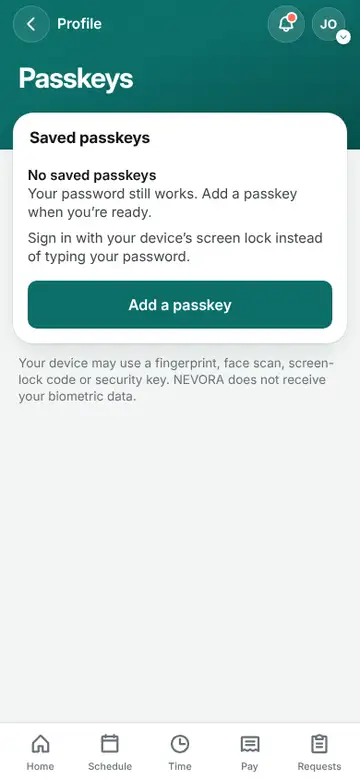 Profile
JO
Passkeys
Saved passkeys
No saved passkeys
Your password still works. Add a passkey
when you’re ready.
Sign in with your device’s screen lock instead
of typing your password.
Add a passkey
Your device may use a fingerprint, face scan, screen-
lock code or security key. NEVORA does not receive
your biometric data.
Home
Schedule
Time
Pay
Requests